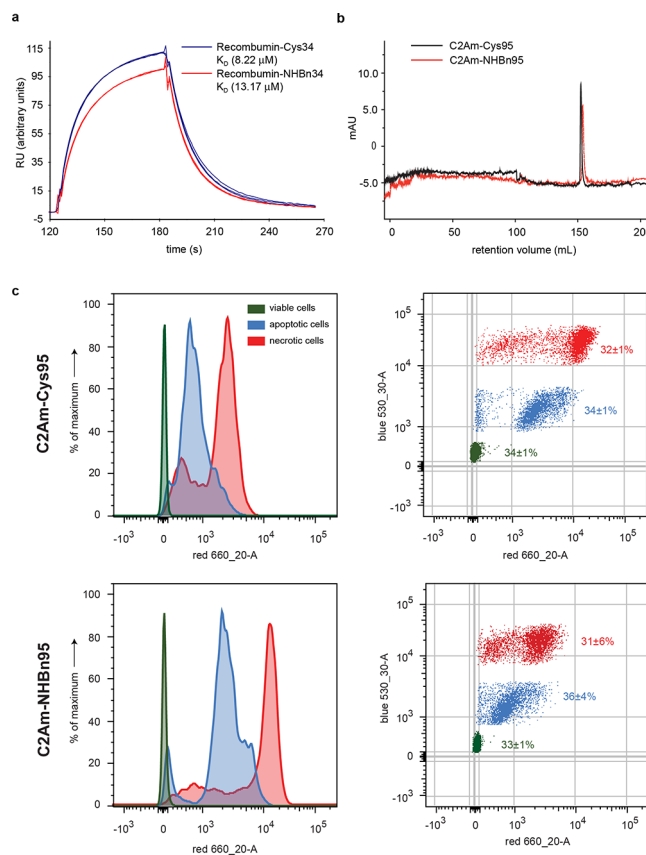 a
115
95
75
55
35
15
-5
RU (arbitrary units)
Recombumin-Cys34
K_D (8.22 µM)
Recombumin-NHBn34
K_D (13.17 µM)
120 150 180 210 240 270
time (s)
b
C2Am-Cys95
C2Am-NHBn95
10.0
5.0
0
-5.0
mAU
0 50 100 150 200
retention volume (mL)
c
C2Am-Cys95
100
80
60
40
20
0
% of maximum
viable cells
apoptotic cells
necrotic cells
-10³ 0 10³ 10⁴ 10⁵
red 660_20-A
blue 530_30-A
10⁵
10⁴
10³
0
-10³
32±1%
34±1%
34±1%
-10³ 0 10³ 10⁴ 10⁵
red 660_20-A
C2Am-NHBn95
100
80
60
40
20
0
% of maximum
-10³ 0 10³ 10⁴ 10⁵
red 660_20-A
blue 530_30-A
10⁵
10⁴
10³
0
-10³
31±6%
36±4%
33±1%
-10³ 0 10³ 10⁴ 10⁵
red 660_20-A